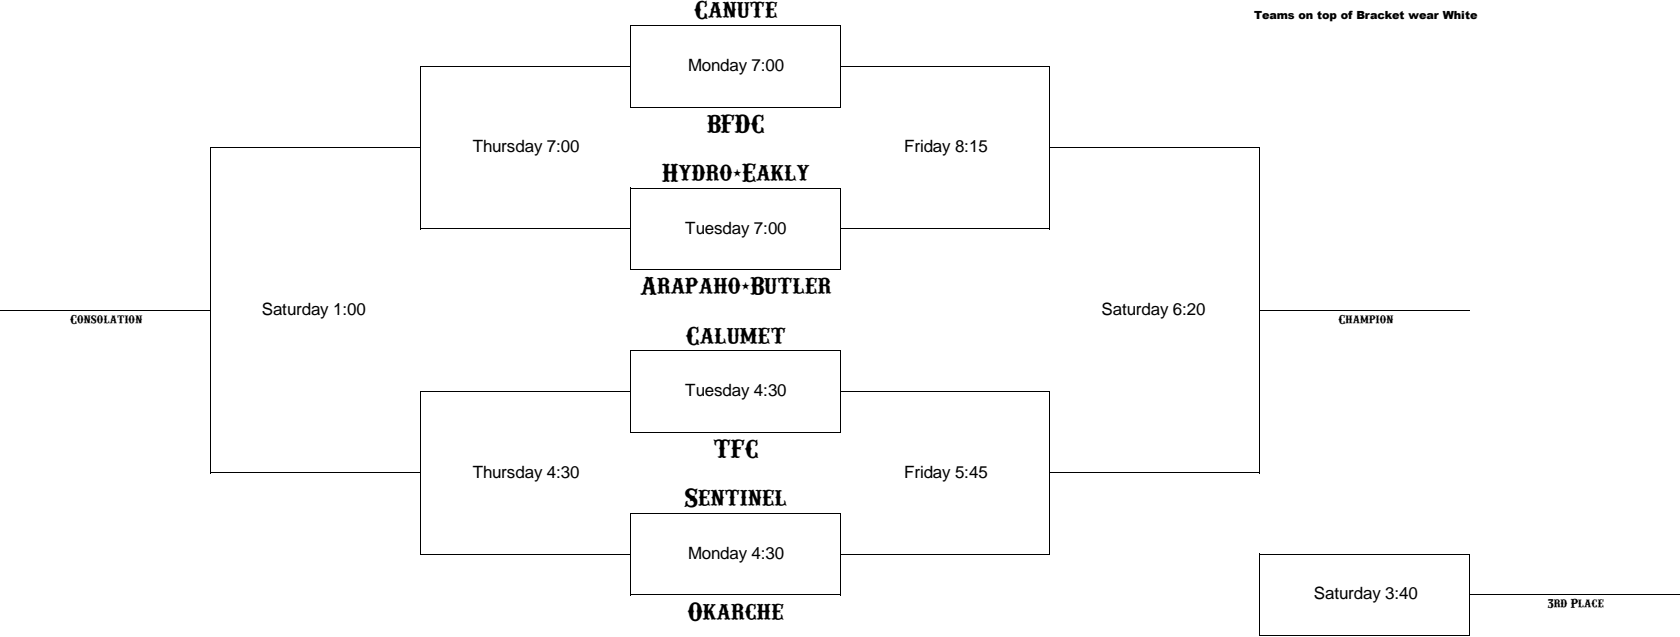 CANUTE
Teams on top of Bracket wear White
Monday 7:00
BFDC
Thursday 7:00
Friday 8:15
HYDRO★EAKLY
Tuesday 7:00
ARAPAHO★BUTLER
Saturday 1:00
Saturday 6:20
CONSOLATION
CHAMPION
CALUMET
Tuesday 4:30
TFC
Thursday 4:30
Friday 5:45
SENTINEL
Monday 4:30
OKARCHE
Saturday 3:40
3RD PLACE